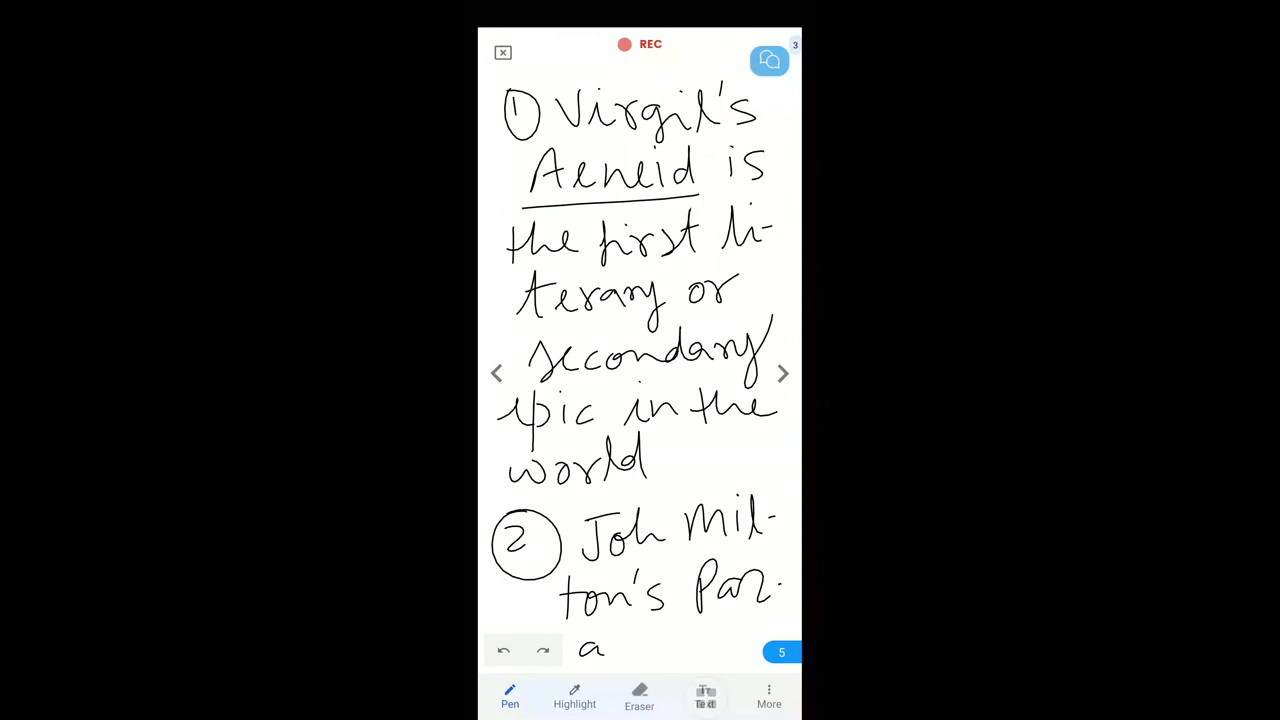 REC
3
① Virgil's
Aeneid is
the first li-
terary or
secondary
epic in the
world
② Joh Mil-
ton's Par-
a
5
Pen
Highlight
Eraser
More